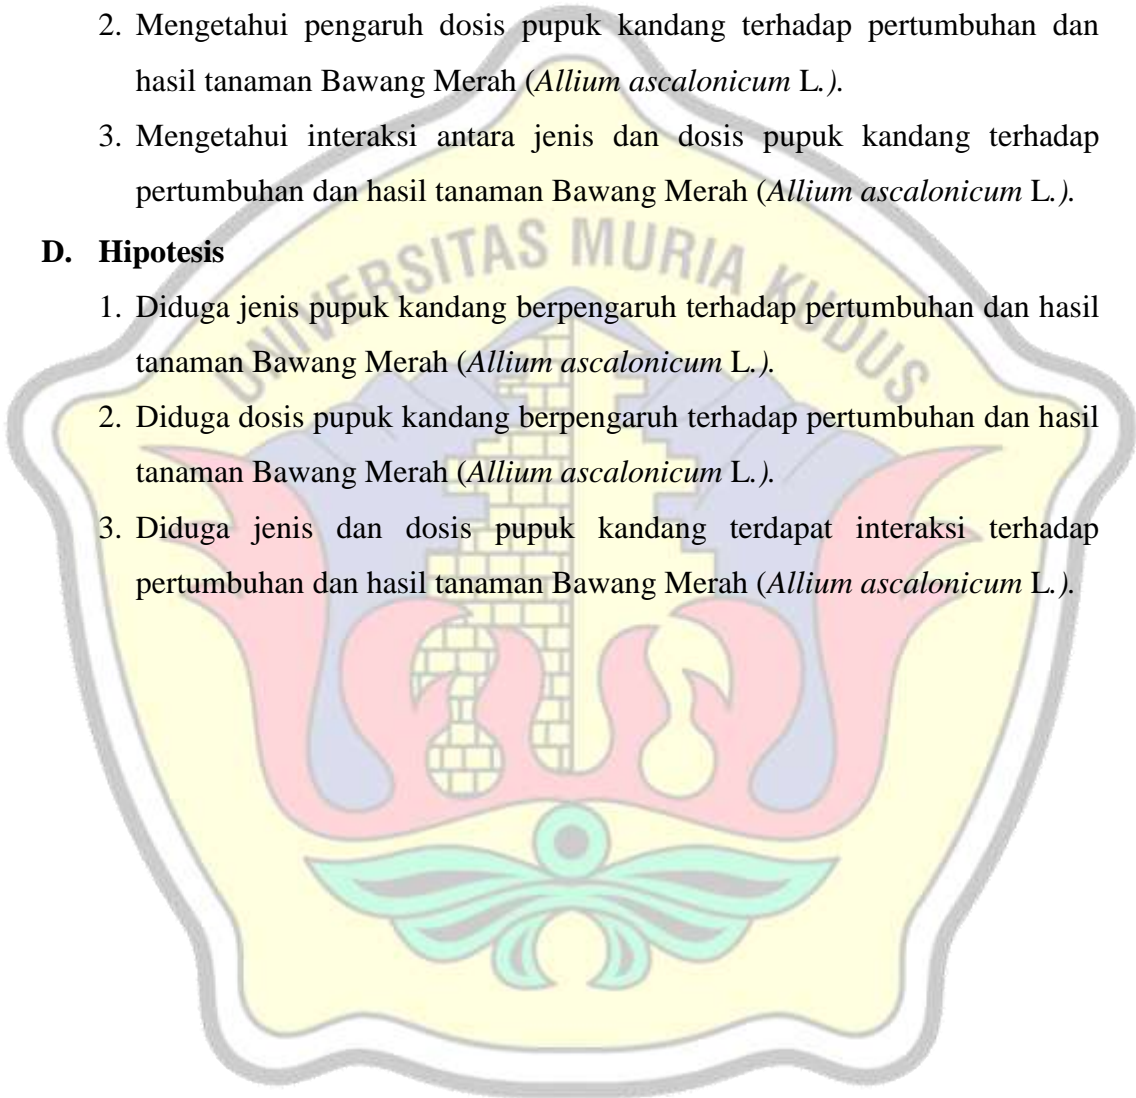 2. Mengetahui pengaruh dosis pupuk kandang terhadap pertumbuhan dan
hasil tanaman Bawang Merah (Allium ascalonicum L.).
3. Mengetahui interaksi antara jenis dan dosis pupuk kandang terhadap
pertumbuhan dan hasil tanaman Bawang Merah (Allium ascalonicum L.).
UNIVERSITAS MURIA KUDUS
D. Hipotesis
1. Diduga jenis pupuk kandang berpengaruh terhadap pertumbuhan dan hasil
tanaman Bawang Merah (Allium ascalonicum L.).
2. Diduga dosis pupuk kandang berpengaruh terhadap pertumbuhan dan hasil
tanaman Bawang Merah (Allium ascalonicum L.).
3. Diduga jenis dan dosis pupuk kandang terdapat interaksi terhadap
pertumbuhan dan hasil tanaman Bawang Merah (Allium ascalonicum L.).